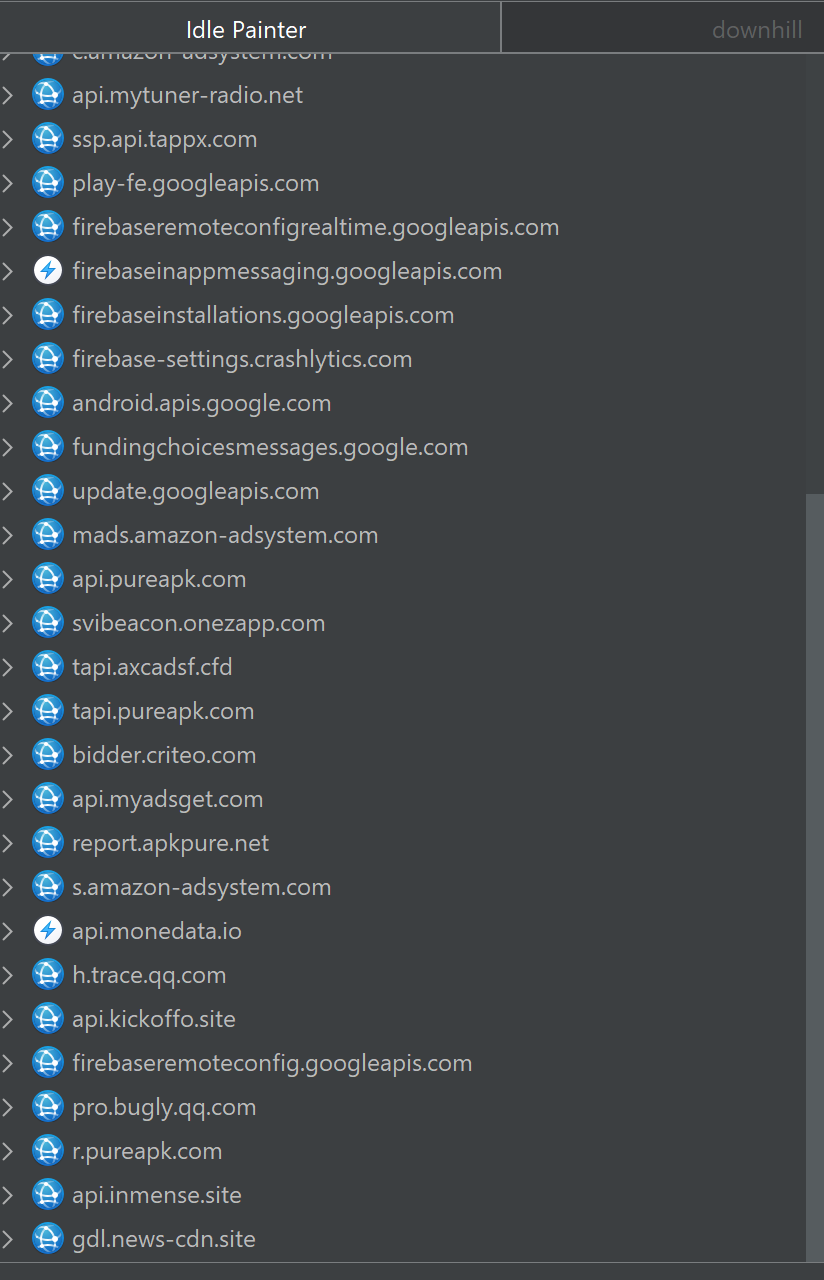 Idle Painter
downhill
c.amazon-adsystem.com
api.mytuner-radio.net
ssp.api.tappx.com
play-fe.googleapis.com
firebaseremoteconfigrealtime.googleapis.com
firebaseinappmessaging.googleapis.com
firebaseinstallations.googleapis.com
firebase-settings.crashlytics.com
android.apis.google.com
fundingchoicesmessages.google.com
update.googleapis.com
mads.amazon-adsystem.com
api.pureapk.com
svibeacon.onezapp.com
tapi.axcadsf.cfd
tapi.pureapk.com
bidder.criteo.com
api.myadsget.com
report.apkpure.net
s.amazon-adsystem.com
api.monedata.io
h.trace.qq.com
api.kickoffo.site
firebaseremoteconfig.googleapis.com
pro.bugly.qq.com
r.pureapk.com
api.inmense.site
gdl.news-cdn.site